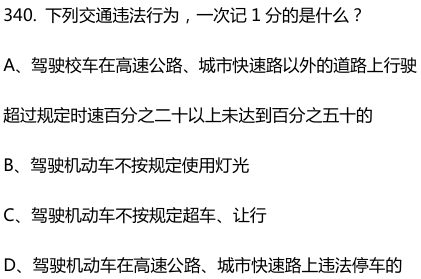 340. 下列交通违法行为，一次记 1 分的是什么？
A、驾驶校车在高速公路、城市快速路以外的道路上行驶
超过规定时速百分之二十以上未达到百分之五十的
B、驾驶机动车不按规定使用灯光
C、驾驶机动车不按规定超车、让行
D、驾驶机动车在高速公路、城市快速路上违法停车的